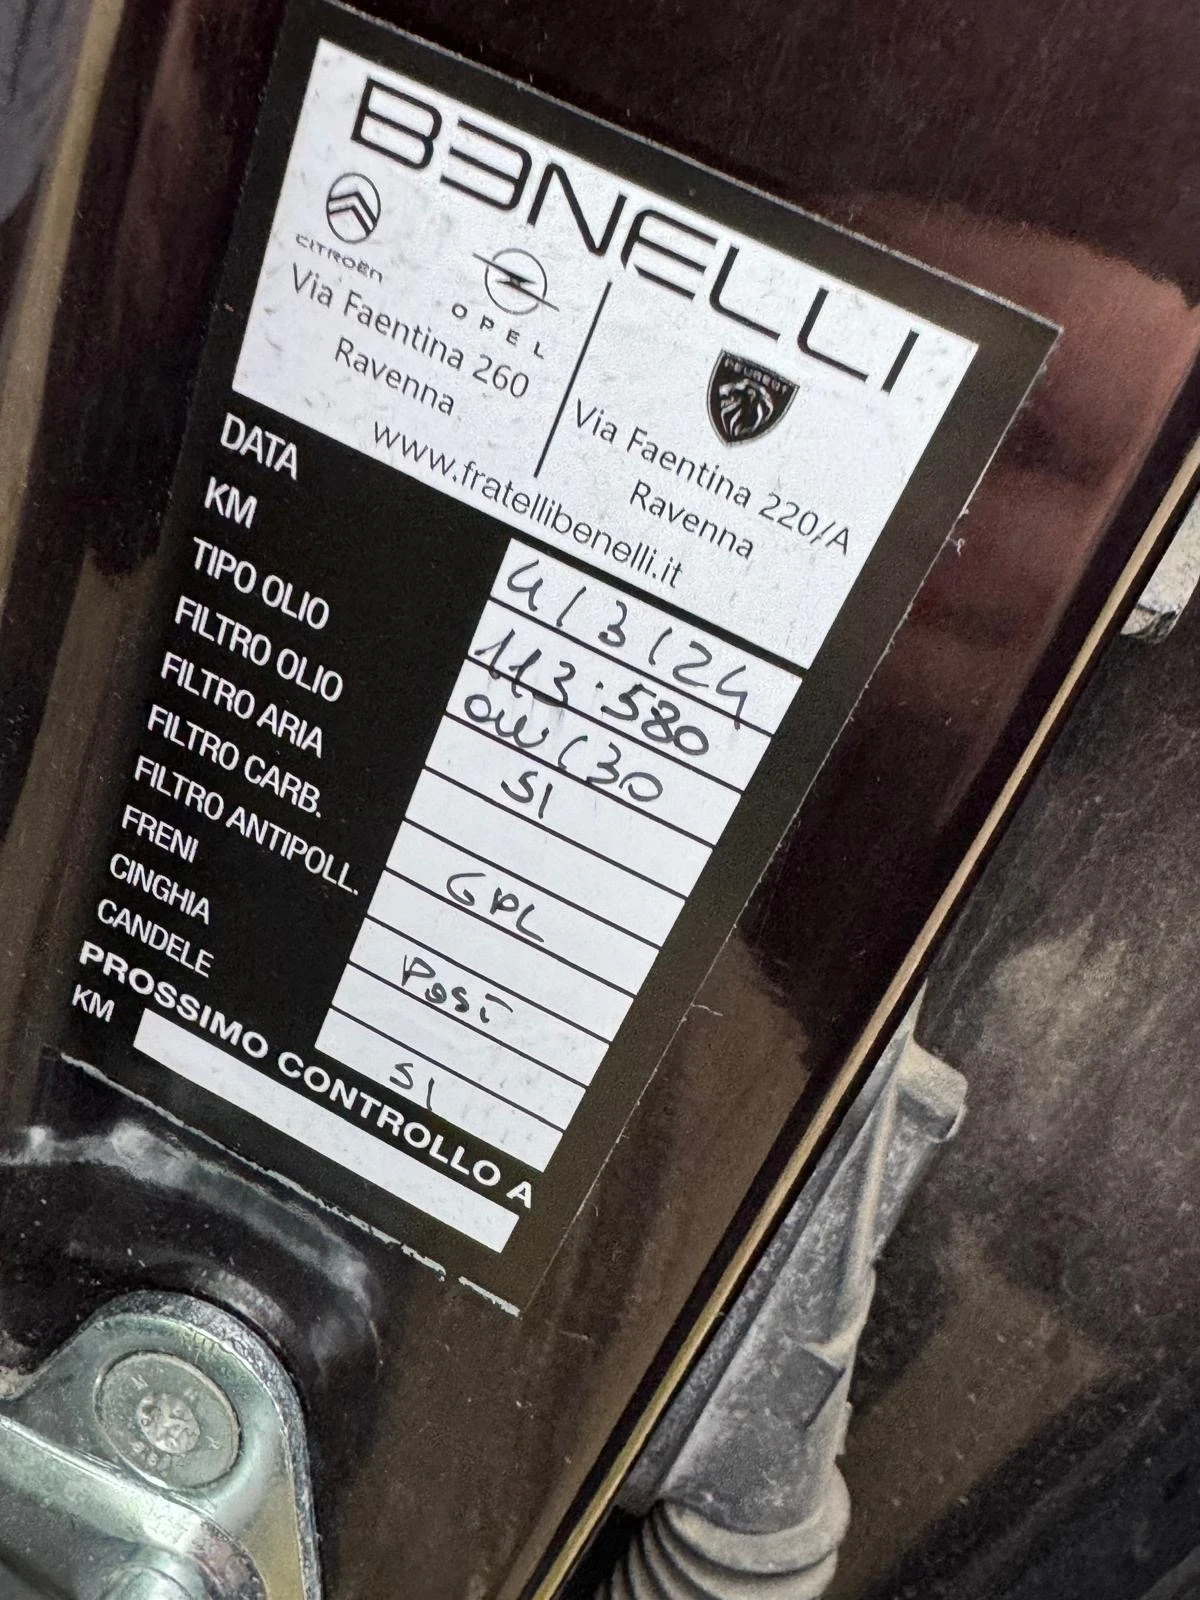 BENELLI
CITROËN
OPEL
PEUGEOT
Via Faentina 260
Ravenna
Via Faentina 220/A
Ravenna
www.fratellibenelli.it
DATA 4/3/24
KM 113.580
TIPO OLIO 0W/30
FILTRO OLIO SI
FILTRO ARIA
FILTRO CARB. GPL
FILTRO ANTIPOLL.
FRENI Post
CINGHIA
CANDELE SI
PROSSIMO CONTROLLO A
KM